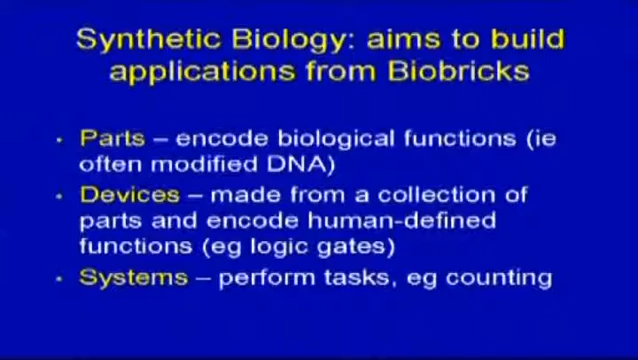 Synthetic Biology: aims to build
applications from Biobricks
• Parts – encode biological functions (ie
often modified DNA)
• Devices – made from a collection of
parts and encode human-defined
functions (eg logic gates)
• Systems – perform tasks, eg counting